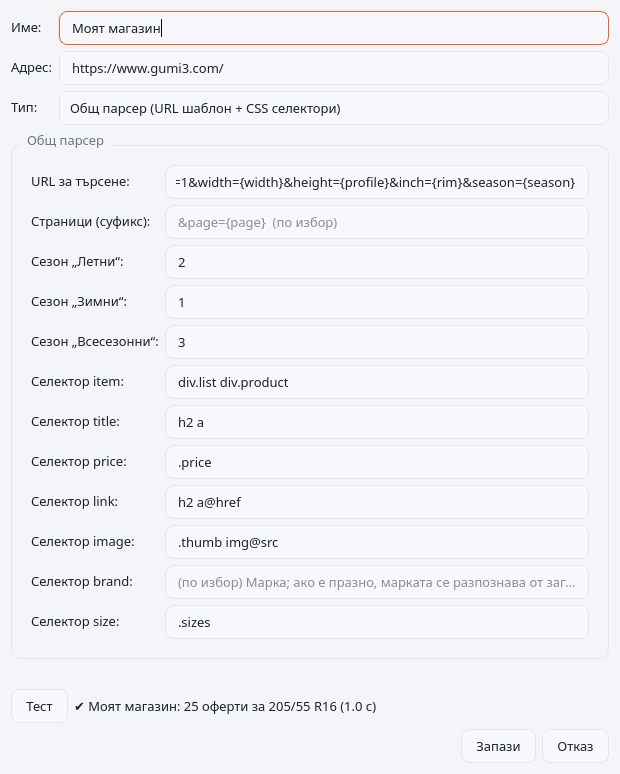 Име: Моят магазин
Адрес: https://www.gumi3.com/
Тип: Общ парсер (URL шаблон + CSS селектори)
Общ парсер
URL за търсене: =1&width={width}&height={profile}&inch={rim}&season={season}
Страници (суфикс): &page={page} (по избор)
Сезон „Летни“: 2
Сезон „Зимни“: 1
Сезон „Всесезонни“: 3
Селектор item: div.list div.product
Селектор title: h2 a
Селектор price: .price
Селектор link: h2 a@href
Селектор image: .thumb img@src
Селектор brand: (по избор) Марка; ако е празно, марката се разпознава от заг...
Селектор size: .sizes
Тест ✔ Моят магазин: 25 оферти за 205/55 R16 (1.0 с)
Запази Отказ